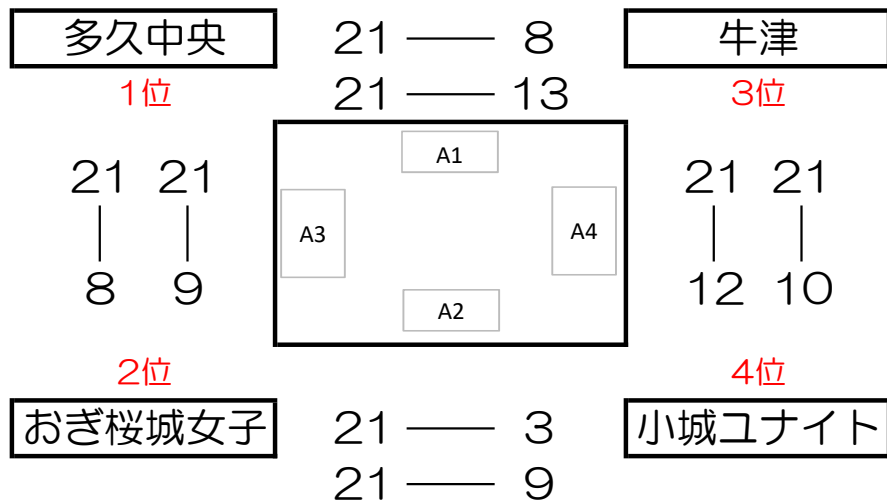 多久中央 21 ― 8 牛津
1位 21 ― 13 3位
A1
21 21 21 21
A3 A4
8 9 12 10
A2
2位 4位
おぎ桜城女子 21 ― 3 小城ユナイト
21 ― 9